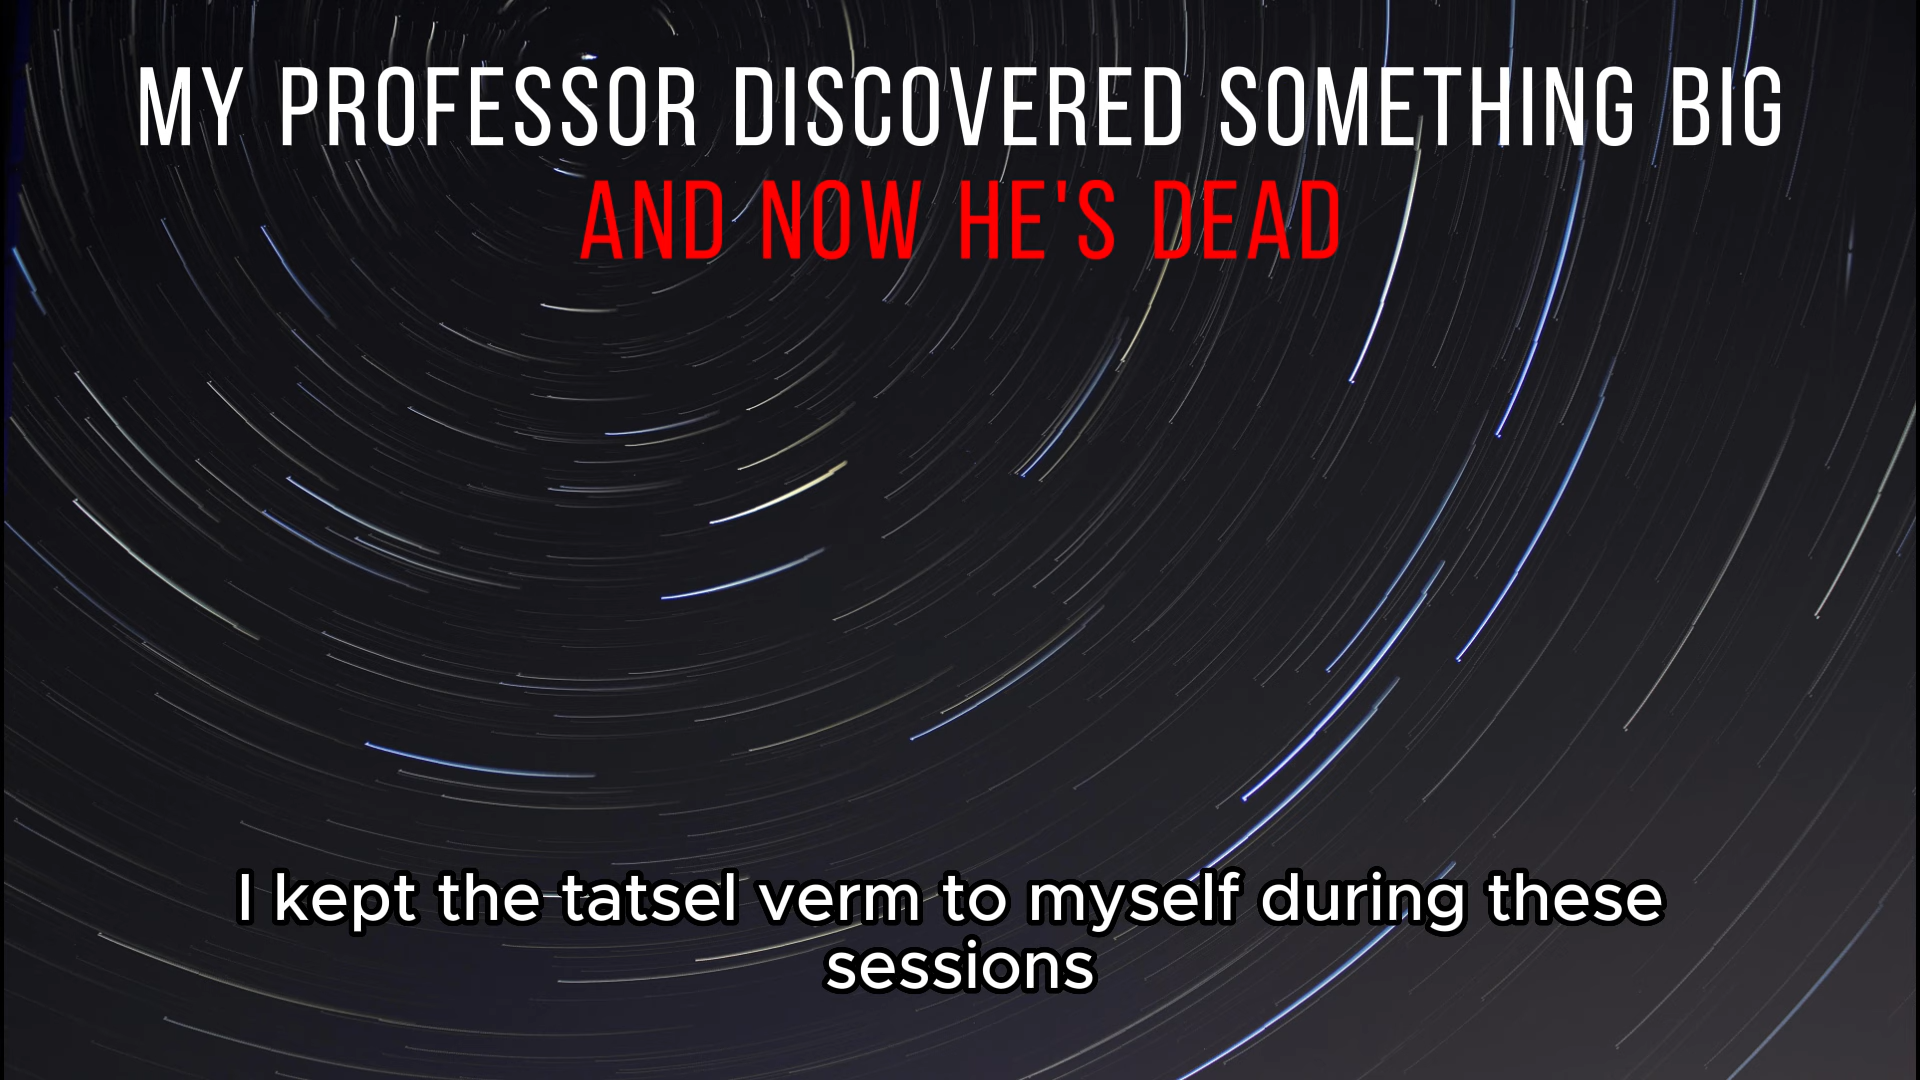 MY PROFESSOR DISCOVERED SOMETHING BIG
AND NOW HE'S DEAD
I kept the tatsel verm to myself during these
sessions